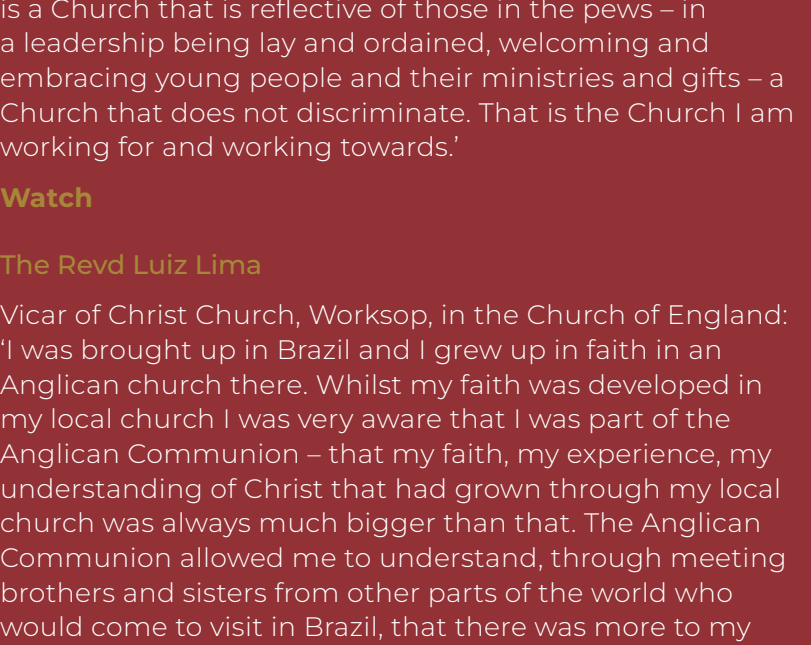 is a Church that is reflective of those in the pews – in
a leadership being lay and ordained, welcoming and
embracing young people and their ministries and gifts – a
Church that does not discriminate. That is the Church I am
working for and working towards.’
Watch
The Revd Luiz Lima
Vicar of Christ Church, Worksop, in the Church of England:
‘I was brought up in Brazil and I grew up in faith in an
Anglican church there. Whilst my faith was developed in
my local church I was very aware that I was part of the
Anglican Communion – that my faith, my experience, my
understanding of Christ that had grown through my local
church was always much bigger than that. The Anglican
Communion allowed me to understand, through meeting
brothers and sisters from other parts of the world who
would come to visit in Brazil, that there was more to my